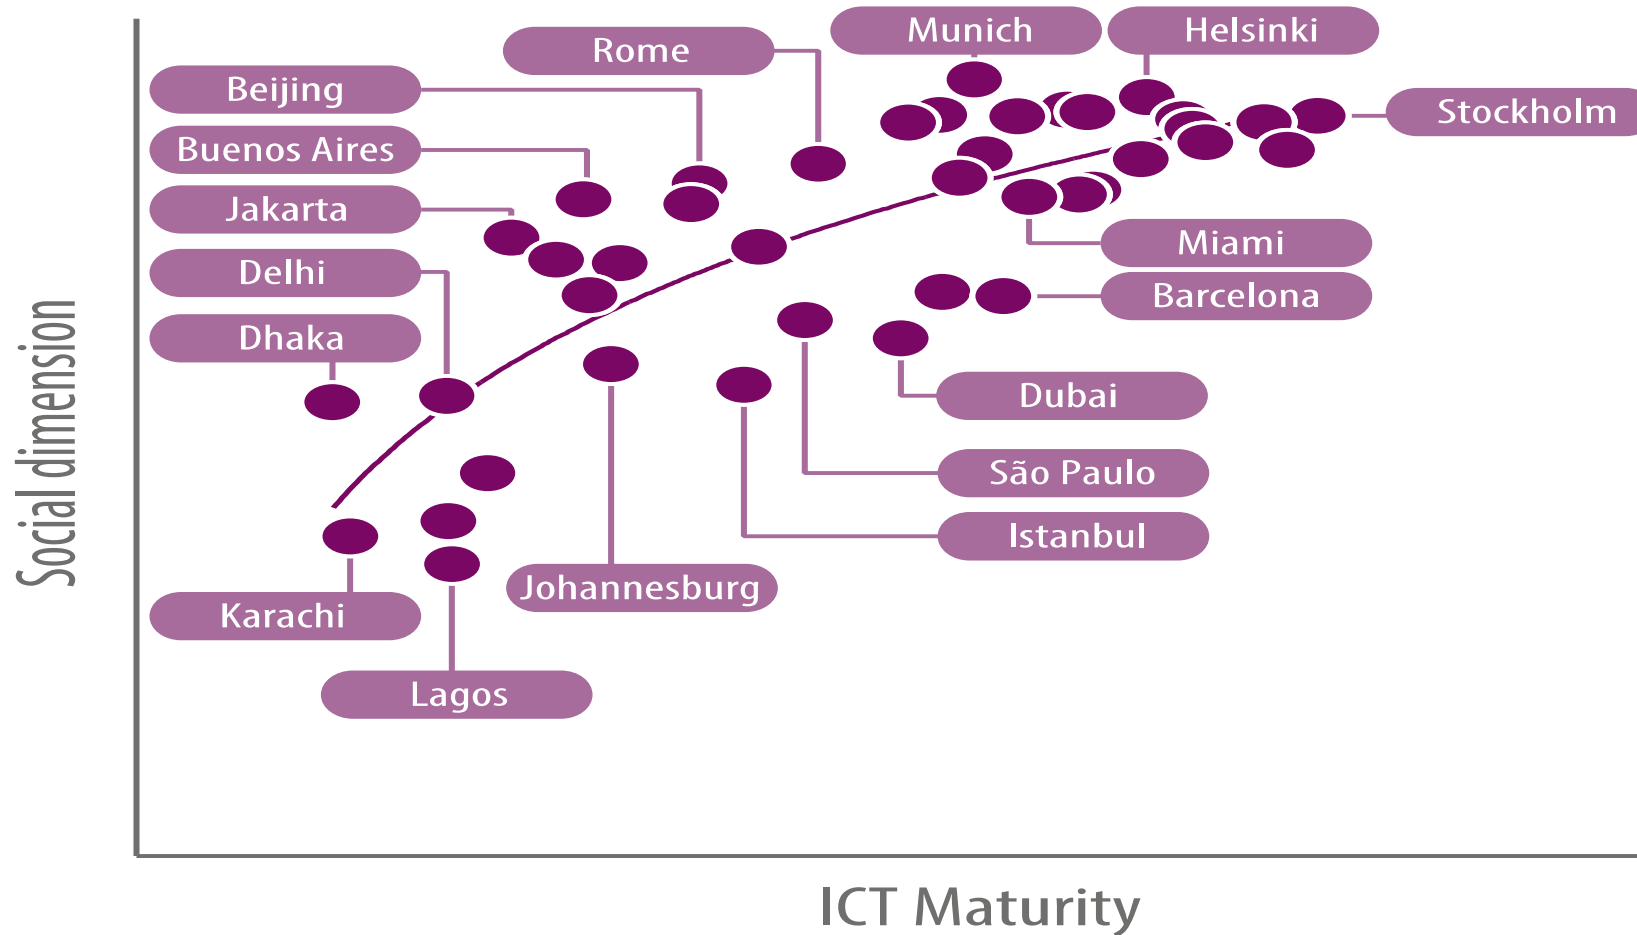 Munich
Helsinki
Rome
Beijing
Stockholm
Buenos Aires
Jakarta
Miami
Delhi
Barcelona
Dhaka
Dubai
São Paulo
Istanbul
Johannesburg
Karachi
Lagos
Social dimension
ICT Maturity